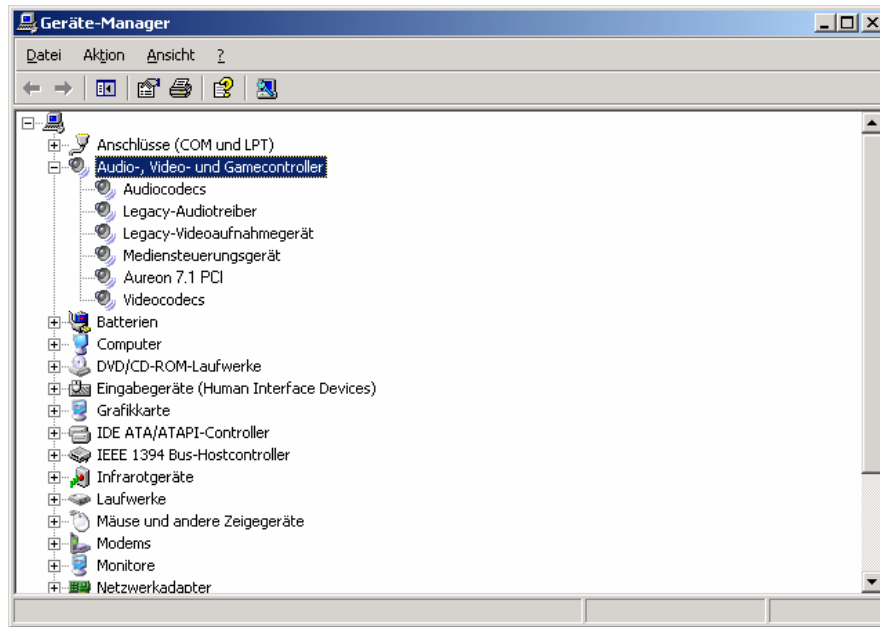 Geräte-Manager
Datei Aktion Ansicht ?
Anschlüsse (COM und LPT)
Audio-, Video- und Gamecontroller
Audiocodecs
Legacy-Audiotreiber
Legacy-Videoaufnahmegerät
Mediensteuerungsgerät
Aureon 7.1 PCI
Videocodecs
Batterien
Computer
DVD/CD-ROM-Laufwerke
Eingabegeräte (Human Interface Devices)
Grafikkarte
IDE ATA/ATAPI-Controller
IEEE 1394 Bus-Hostcontroller
Infrarotgeräte
Laufwerke
Mäuse und andere Zeigegeräte
Modems
Monitore
Netzwerkadapter